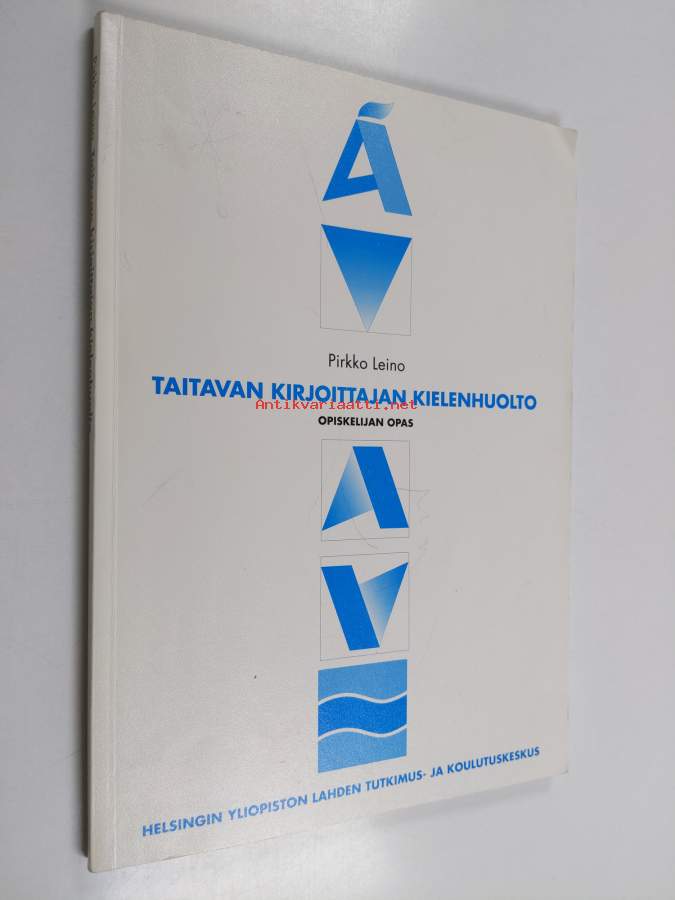 Pirkko Leino
TAITAVAN KIRJOITTAJAN KIELENHUOLTO
Antikvariaatti.net
OPISKELIJAN OPAS
HELSINGIN YLIOPISTON LAHDEN TUTKIMUS- JA KOULUTUSKESKUS